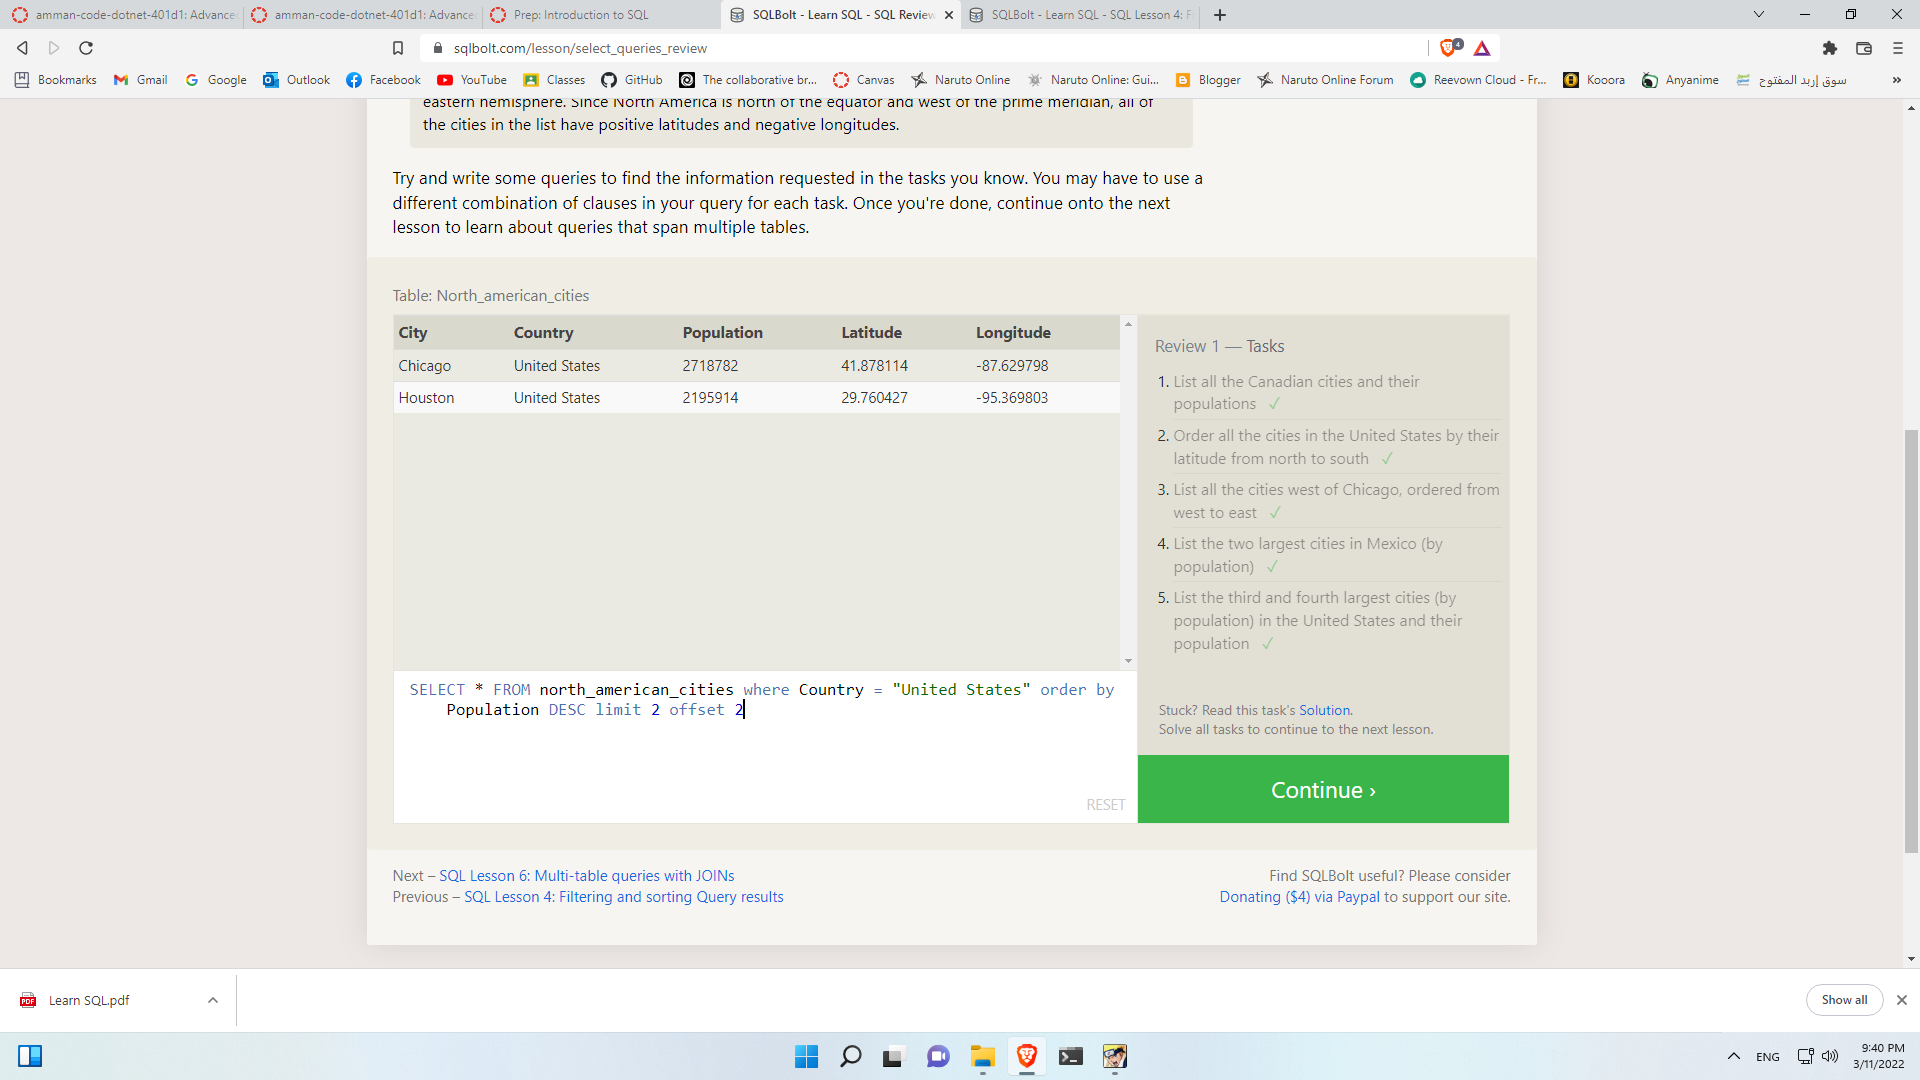 amman-code-dotnet-401d1: Advance
amman-code-dotnet-401d1: Advance
Prep: Introduction to SQL
SQLBolt - Learn SQL - SQL Review
SQLBolt - Learn SQL - SQL Lesson 4: F
sqlbolt.com/lesson/select_queries_review
4
Bookmarks
Gmail
Google
Outlook
Facebook
YouTube
Classes
GitHub
The collaborative br...
Canvas
Naruto Online
Naruto Online: Gui...
Blogger
Naruto Online Forum
Reevown Cloud - Fr...
Kooora
Anyanime
سوق إربد المفتوح
»
eastern hemisphere. Since North America is north of the equator and west of the prime meridian, all of
the cities in the list have positive latitudes and negative longitudes.
Try and write some queries to find the information requested in the tasks you know. You may have to use a
different combination of clauses in your query for each task. Once you're done, continue onto the next
lesson to learn about queries that span multiple tables.
Table: North_american_cities
City Country Population Latitude Longitude
Chicago United States 2718782 41.878114 -87.629798
Houston United States 2195914 29.760427 -95.369803
SELECT * FROM north_american_cities where Country = "United States" order by
Population DESC limit 2 offset 2
RESET
Review 1 — Tasks
1. List all the Canadian cities and their
populations ✓
2. Order all the cities in the United States by their
latitude from north to south ✓
3. List all the cities west of Chicago, ordered from
west to east ✓
4. List the two largest cities in Mexico (by
population) ✓
5. List the third and fourth largest cities (by
population) in the United States and their
population ✓
Stuck? Read this task's Solution.
Solve all tasks to continue to the next lesson.
Continue ›
Next – SQL Lesson 6: Multi-table queries with JOINs
Previous – SQL Lesson 4: Filtering and sorting Query results
Find SQLBolt useful? Please consider
Donating ($4) via Paypal to support our site.
PDF
Learn SQL.pdf
Show all
ENG
9:40 PM
3/11/2022